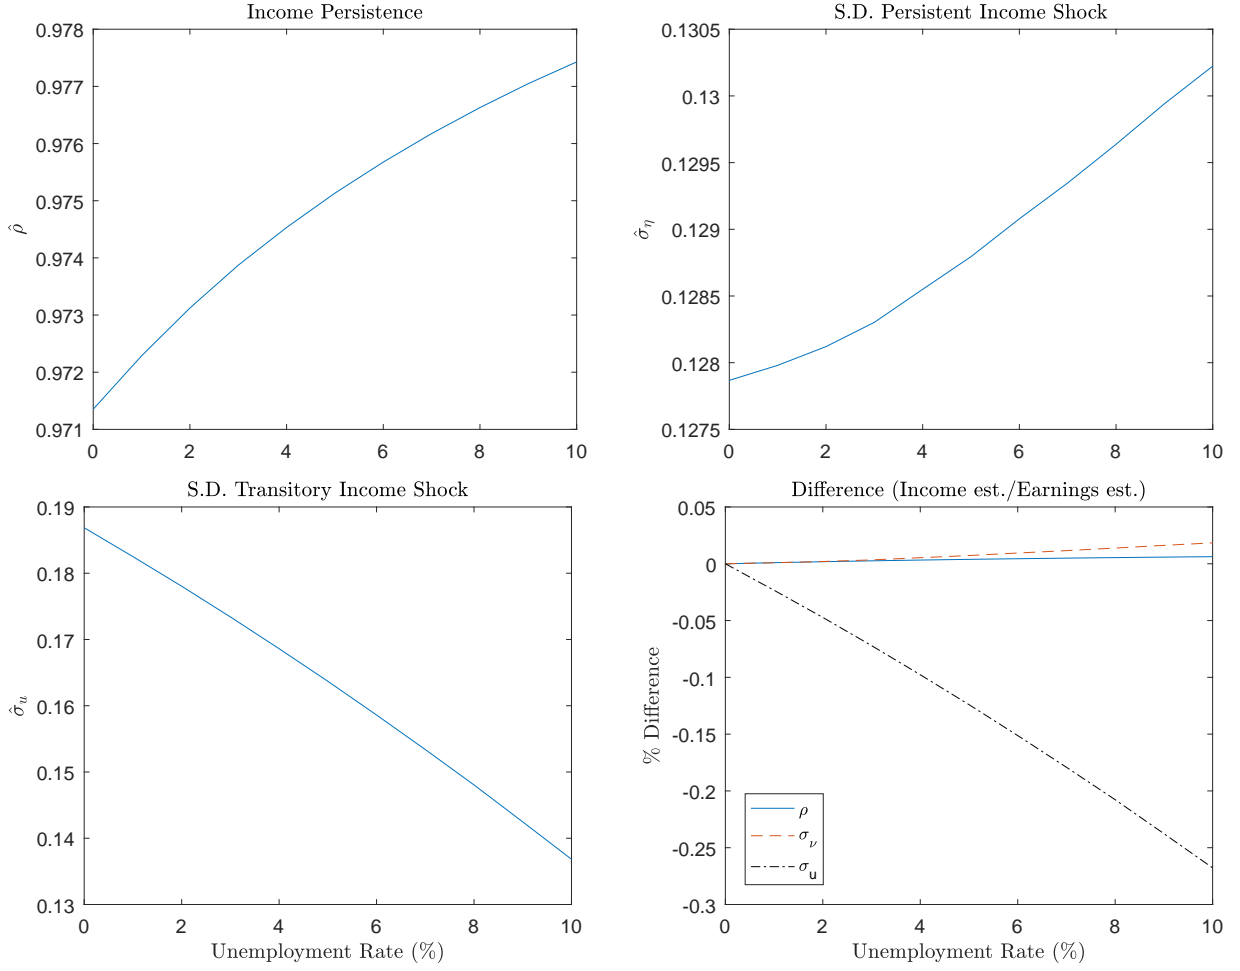 Income Persistence
0.978
0.977
0.976
0.975
0.974
0.973
0.972
0.971
ρ̂
0 2 4 6 8 10
S.D. Persistent Income Shock
0.1305
0.13
0.1295
0.129
0.1285
0.128
0.1275
σ̂_η
0 2 4 6 8 10
S.D. Transitory Income Shock
0.19
0.18
0.17
0.16
0.15
0.14
0.13
σ̂_u
0 2 4 6 8 10
Unemployment Rate (%)
Difference (Income est./Earnings est.)
0.05
0
-0.05
-0.1
-0.15
-0.2
-0.25
-0.3
% Difference
ρ
σ_ν
σ_u
0 2 4 6 8 10
Unemployment Rate (%)